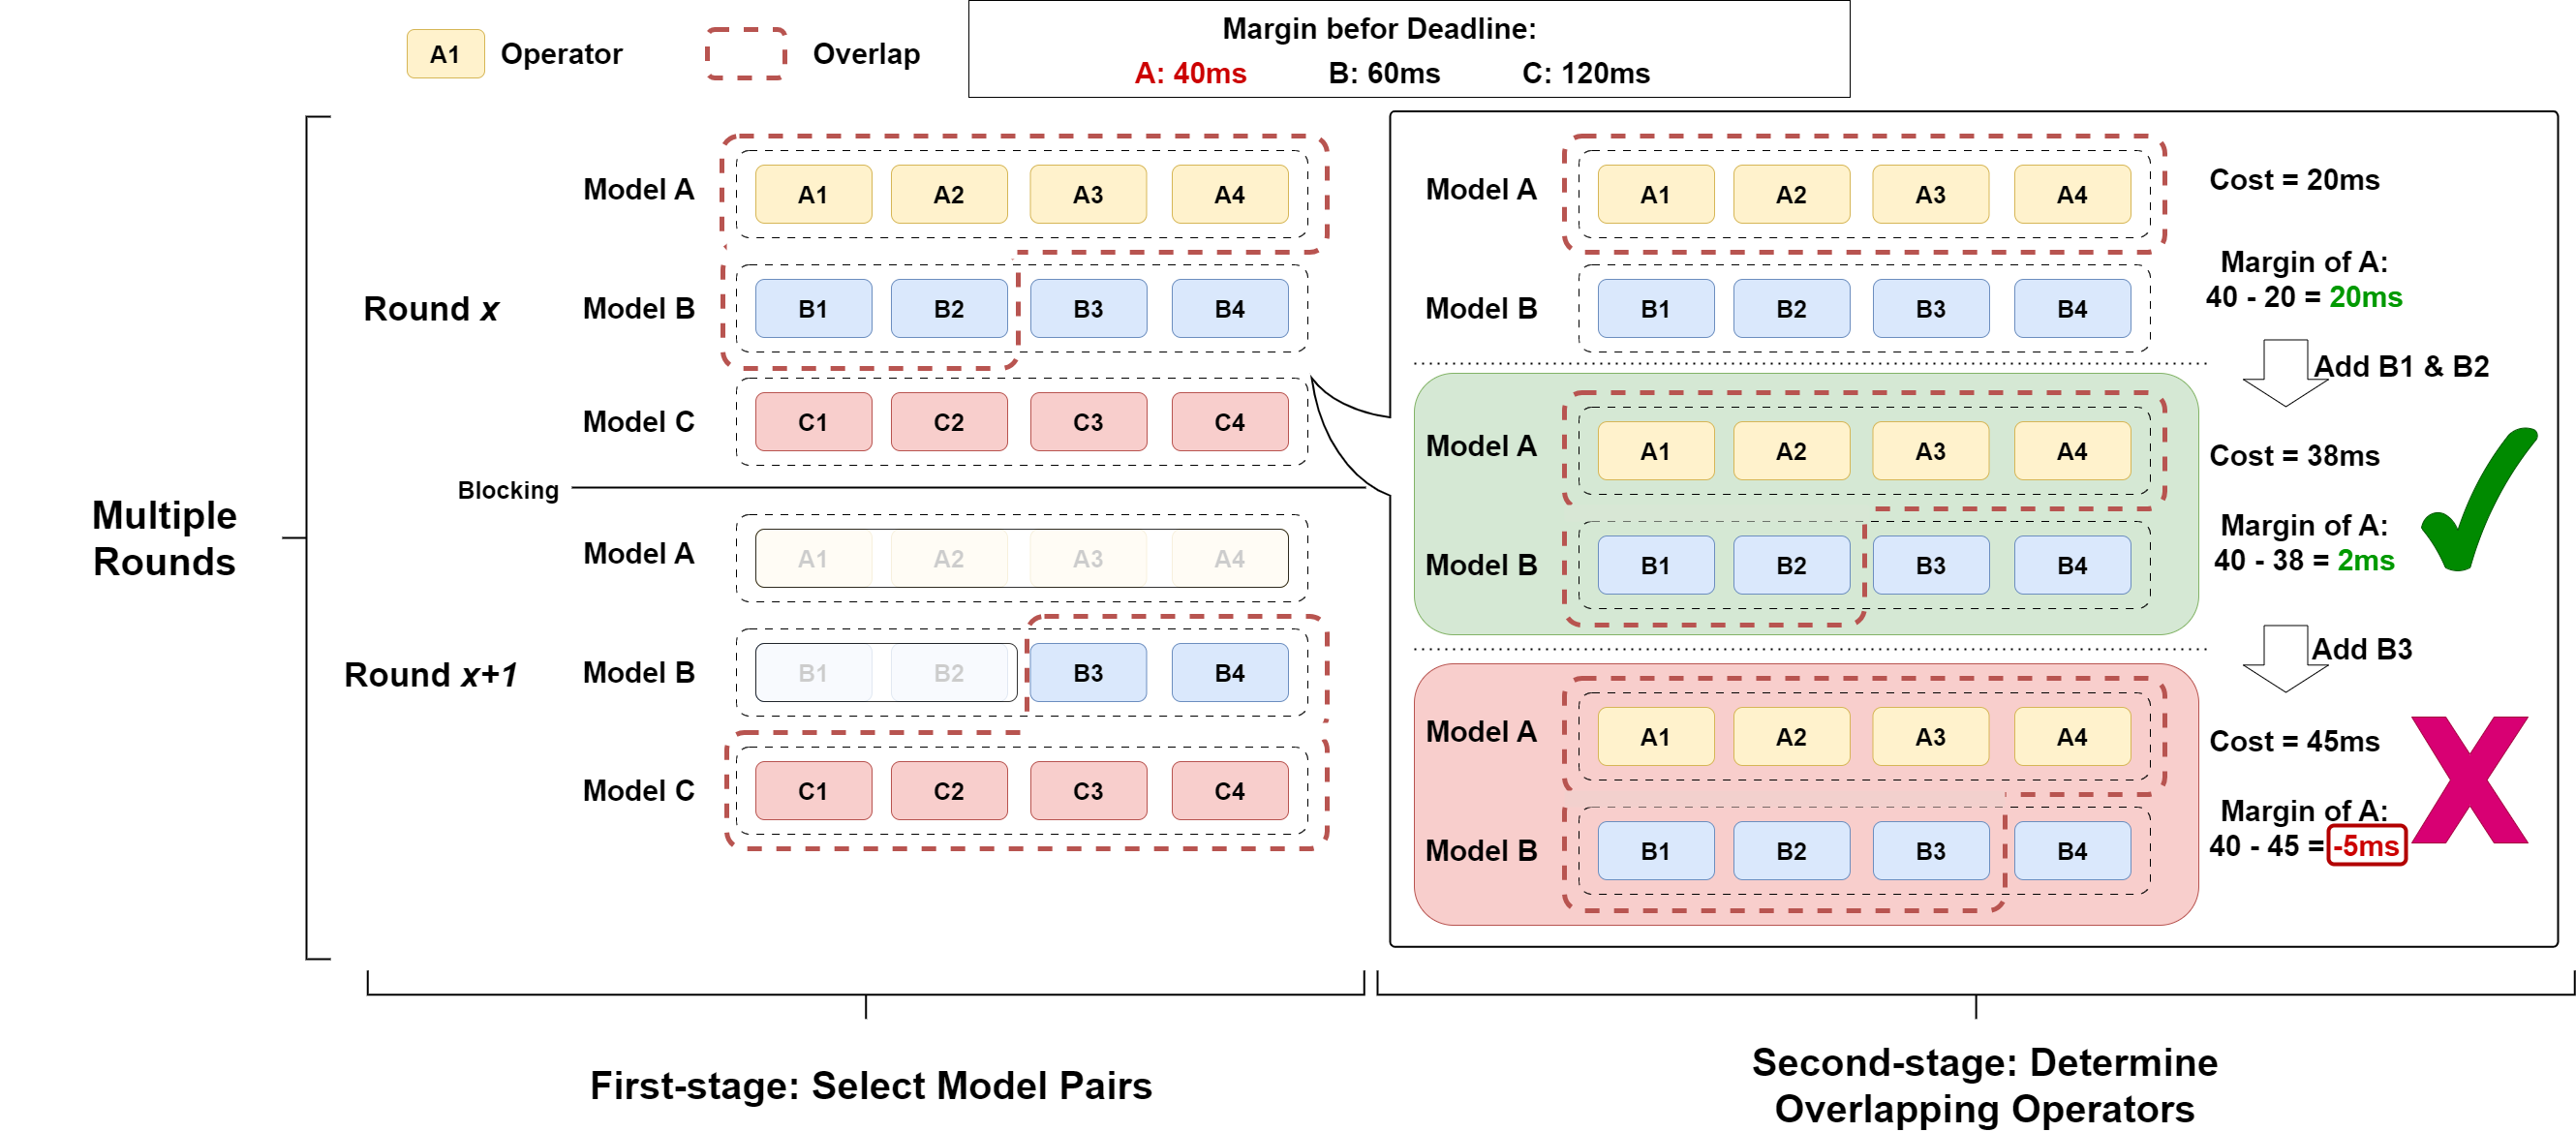 A1 Operator Overlap
Margin befor Deadline:
A: 40ms B: 60ms C: 120ms
Multiple
Rounds
Round x
Model A A1 A2 A3 A4
Model B B1 B2 B3 B4
Model C C1 C2 C3 C4
Blocking
Round x+1
Model A A1 A2 A3 A4
Model B B1 B2 B3 B4
Model C C1 C2 C3 C4
First-stage: Select Model Pairs
Model A A1 A2 A3 A4
Cost = 20ms
Margin of A:
40 - 20 = 20ms
Model B B1 B2 B3 B4
Add B1 & B2
Model A A1 A2 A3 A4
Cost = 38ms
Margin of A:
40 - 38 = 2ms
Model B B1 B2 B3 B4
Add B3
Model A A1 A2 A3 A4
Cost = 45ms
Margin of A:
40 - 45 = -5ms
Model B B1 B2 B3 B4
Second-stage: Determine
Overlapping Operators